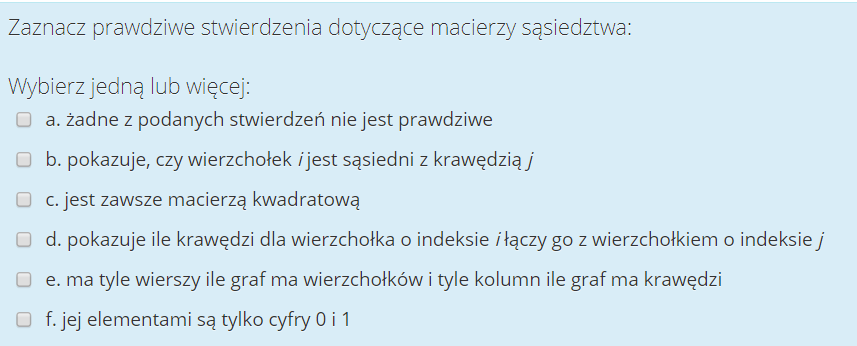 Zaznacz prawdziwe stwierdzenia dotyczące macierzy sąsiedztwa:
Wybierz jedną lub więcej:
a. żadne z podanych stwierdzeń nie jest prawdziwe
b. pokazuje, czy wierzchołek i jest sąsiedni z krawędzią j
c. jest zawsze macierzą kwadratową
d. pokazuje ile krawędzi dla wierzchołka o indeksie i łączy go z wierzchołkiem o indeksie j
e. ma tyle wierszy ile graf ma wierzchołków i tyle kolumn ile graf ma krawędzi
f. jej elementami są tylko cyfry 0 i 1